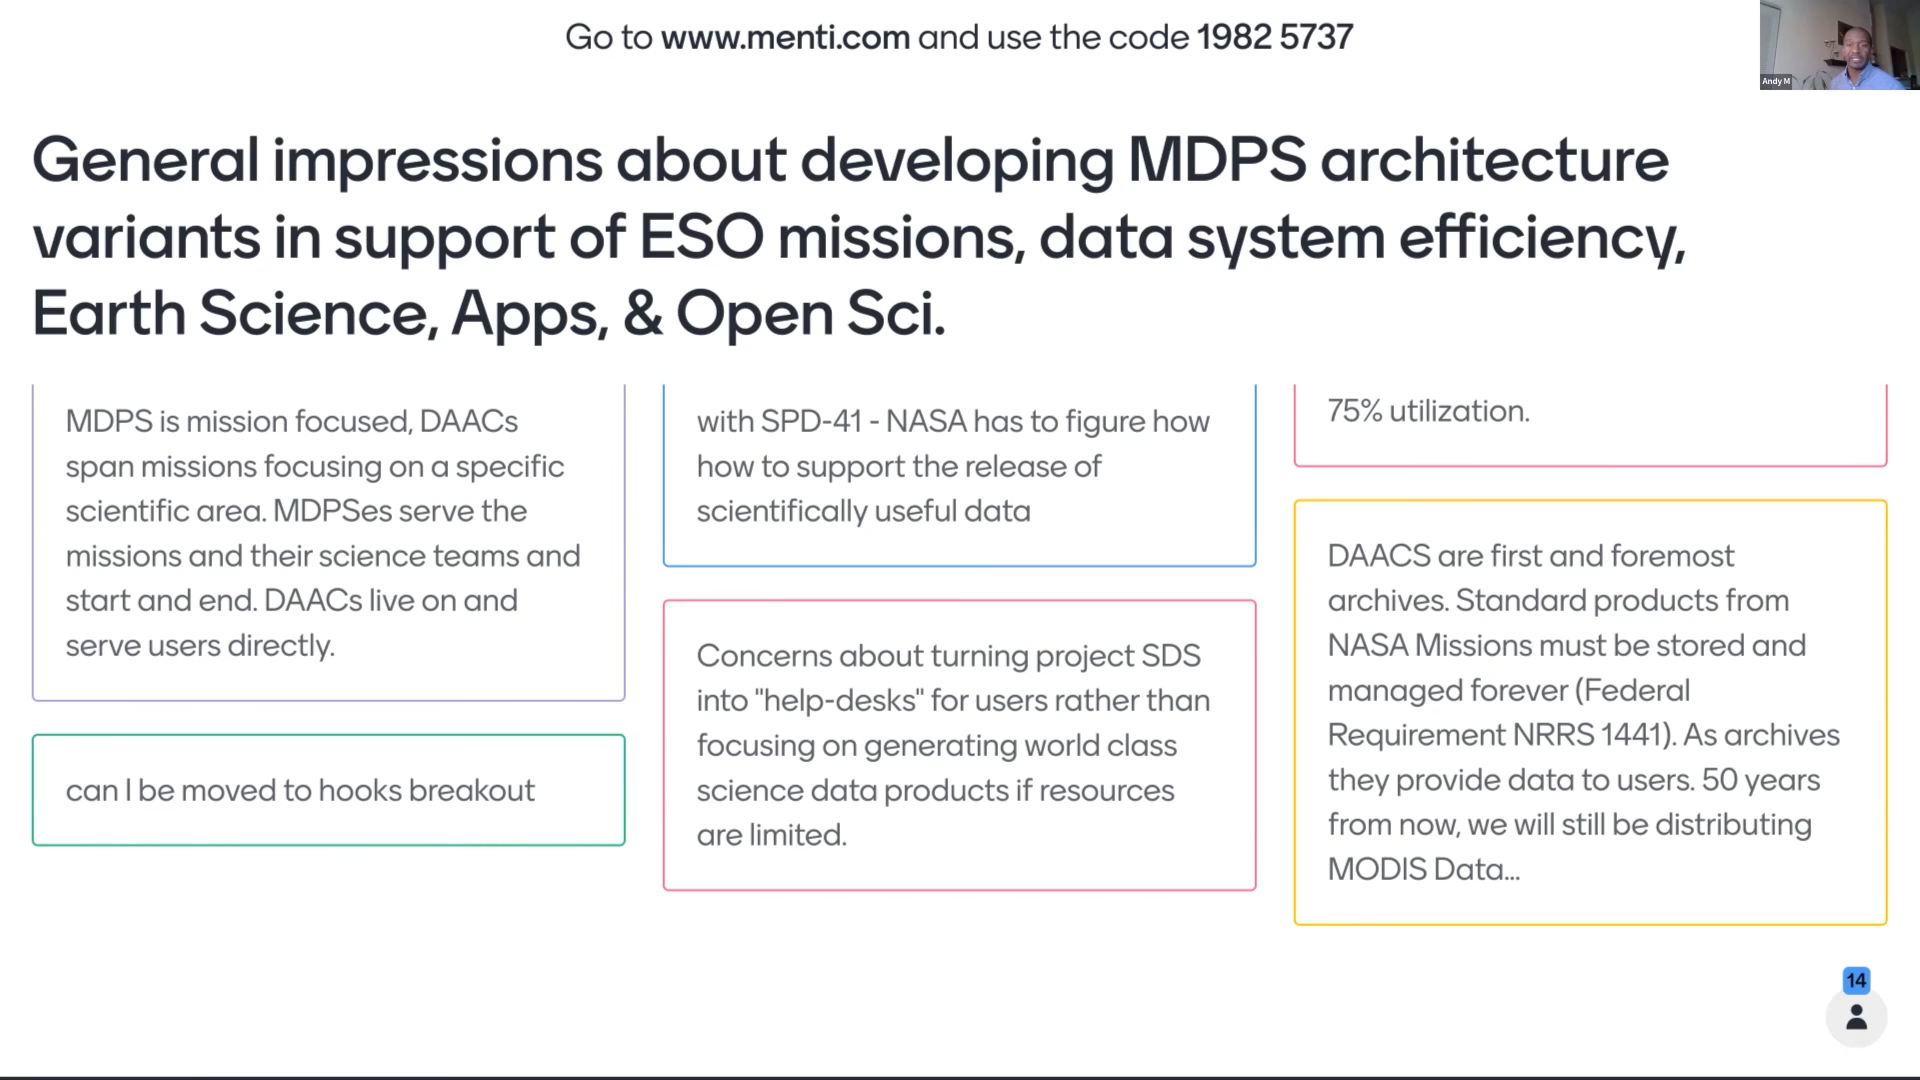 Go to www.menti.com and use the code 1982 5737
Andy M
General impressions about developing MDPS architecture
variants in support of ESO missions, data system efficiency,
Earth Science, Apps, & Open Sci.
MDPS is mission focused, DAACs
span missions focusing on a specific
scientific area. MDPSes serve the
missions and their science teams and
start and end. DAACs live on and
serve users directly.
can I be moved to hooks breakout
with SPD-41 - NASA has to figure how
how to support the release of
scientifically useful data
Concerns about turning project SDS
into "help-desks" for users rather than
focusing on generating world class
science data products if resources
are limited.
75% utilization.
DAACS are first and foremost
archives. Standard products from
NASA Missions must be stored and
managed forever (Federal
Requirement NRRS 1441). As archives
they provide data to users. 50 years
from now, we will still be distributing
MODIS Data...
14